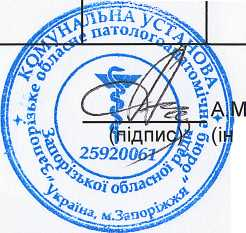 КОМУНАЛЬНА УСТАНОВА
Запорізьке обласне патологоанатомічне бюро
Запорізької обласної ради
25920061
Україна, м.Запоріжжя
А.М
(підпис) (ін